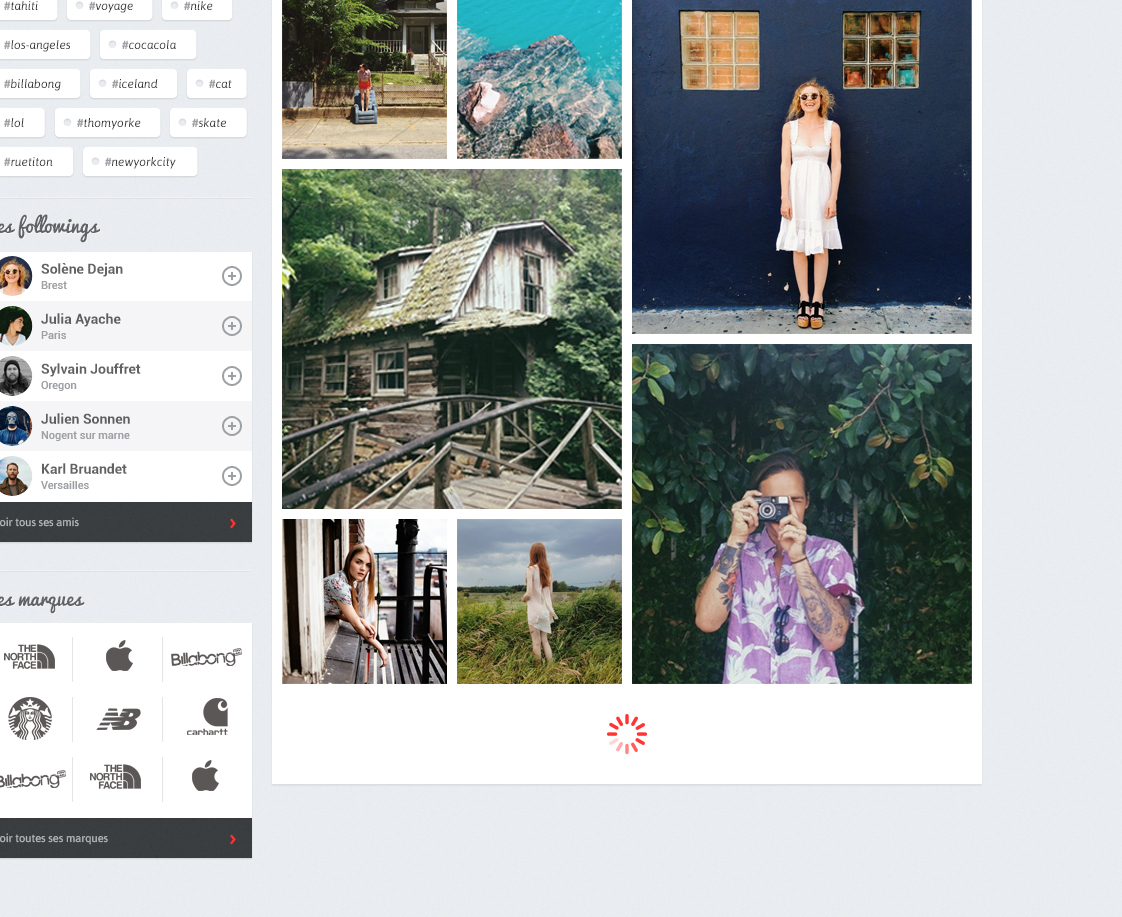 #tahiti
#voyage
#nike
#los-angeles
#cocacola
#billabong
#iceland
#cat
#lol
#thomyorke
#skate
#ruetiton
#newyorkcity
es followings
Solène Dejan
Brest
Julia Ayache
Paris
Sylvain Jouffret
Oregon
Julien Sonnen
Nogent sur marne
Karl Bruandet
Versailles
oir tous ses amis
es marques
THE
NORTH
FACE
Billabong
NB
carhartt
Billabong
THE
NORTH
FACE
oir toutes ses marques